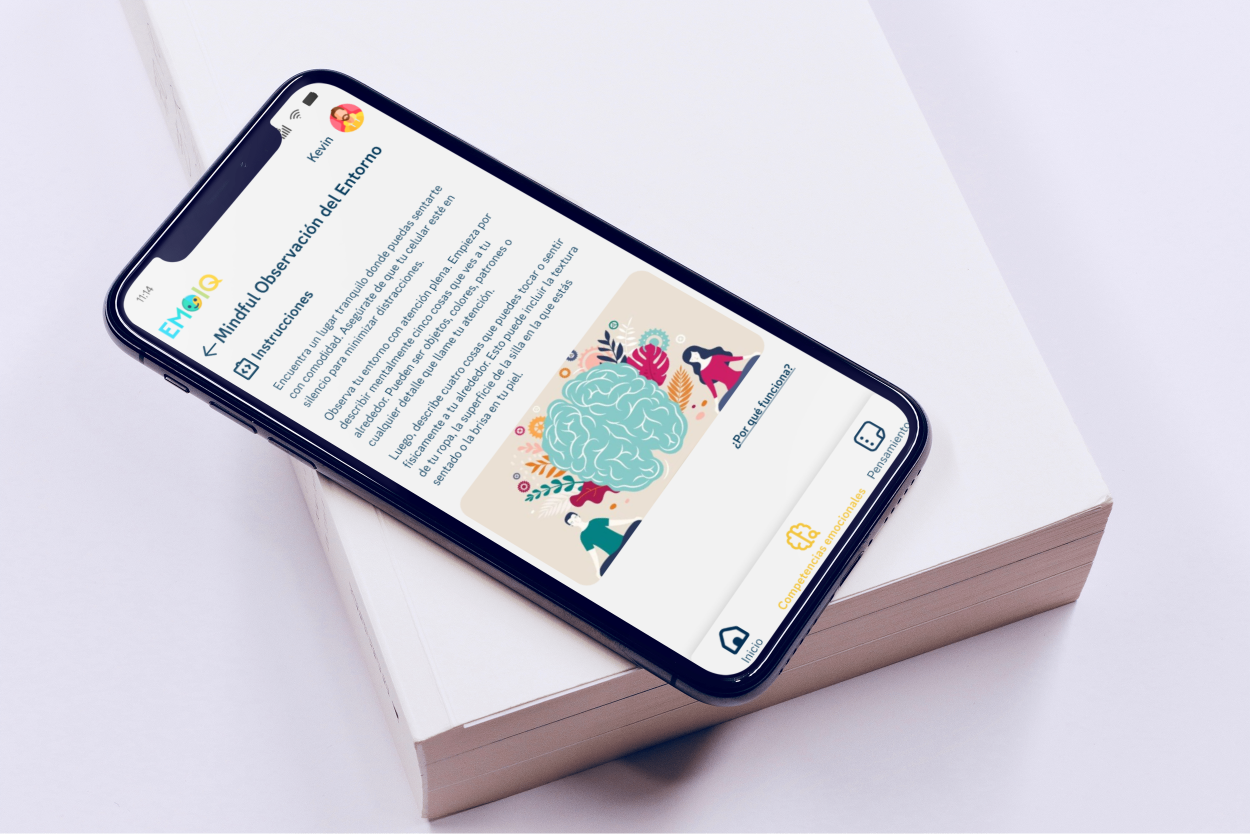 11:14
EMOIQ
Kevin
Mindful Observación del Entorno
Instrucciones
Encuentra un lugar tranquilo donde puedas sentarte
con comodidad. Asegúrate de que tu celular esté en
silencio para minimizar distracciones.
Observa tu entorno con atención plena. Empieza por
describir mentalmente cinco cosas que ves a tu
alrededor. Pueden ser objetos, colores, patrones o
cualquier detalle que llame tu atención.
Luego, describe cuatro cosas que puedes tocar o sentir
físicamente a tu alrededor. Esto puede incluir la textura
de tu ropa, la superficie de la silla en la que estás
sentado o la brisa en tu piel.
¿Por qué funciona?
Inicio
Competencias emocionales
Pensamiento